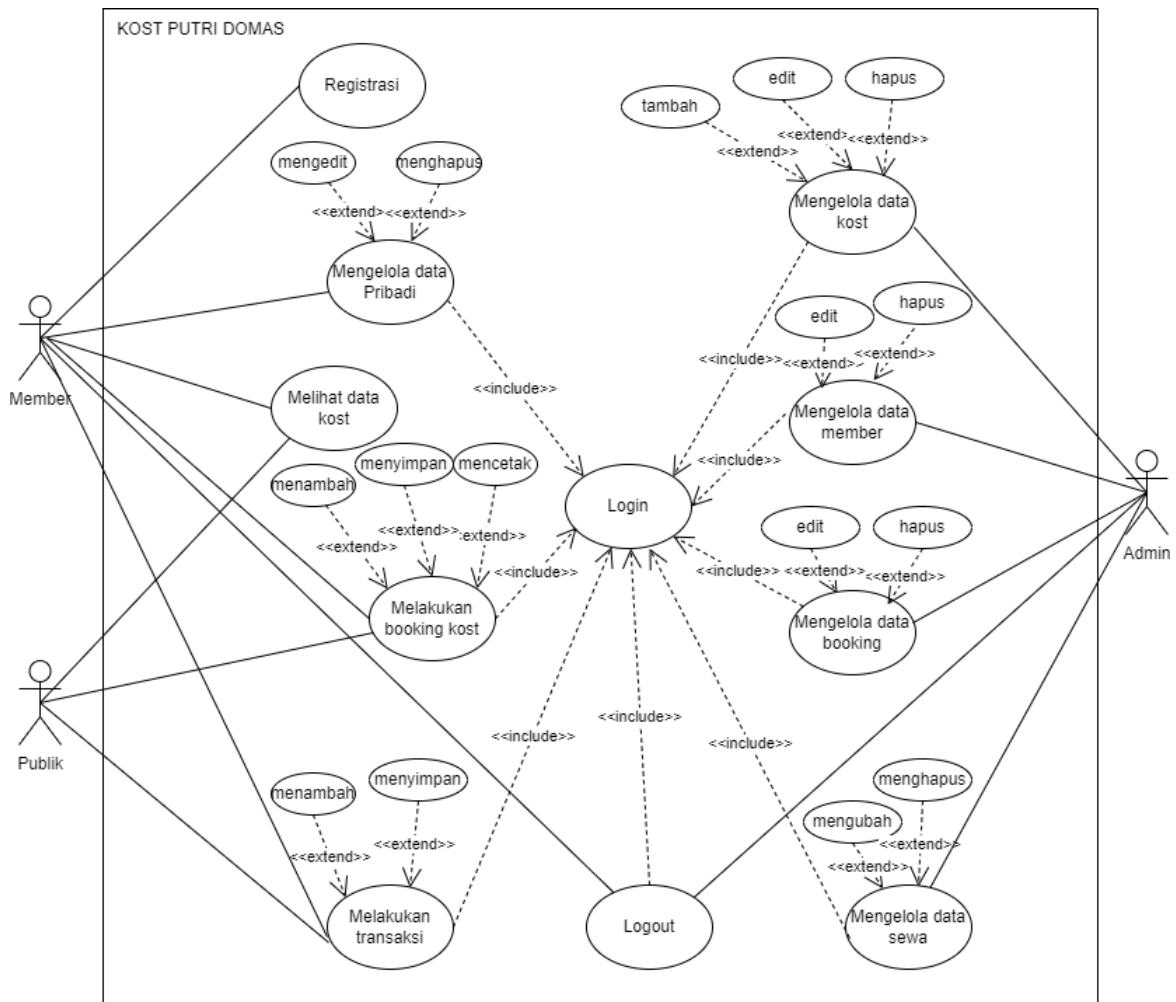 KOST PUTRI DOMAS
Registrasi
edit
hapus
tambah
<<extend>>
<<extend>>
<<extend>>
mengedit
menghapus
<<extend>>
<<extend>>
Mengelola data
kost
Mengelola data
Pribadi
edit
hapus
<<extend>>
<<extend>>
<<include>>
<<include>>
Member
Melihat data
kost
Mengelola data
member
<<include>>
menambah
menyimpan
mencetak
<<extend>>
<<extend>>
<<extend>>
Login
<<include>>
<<include>>
edit
hapus
<<extend>>
<<extend>>
Admin
Melakukan
booking kost
Mengelola data
booking
Publik
<<include>>
<<include>>
<<include>>
menambah
menyimpan
<<extend>>
<<extend>>
menghapus
mengubah
<<extend>>
<<extend>>
Melakukan
transaksi
Logout
Mengelola data
sewa